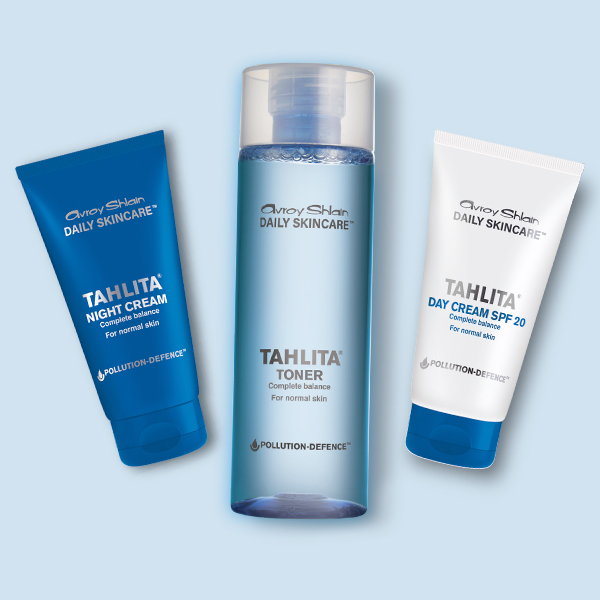 avroy Shlain
DAILY SKINCARE™
TAHLITA®
NIGHT CREAM
Complete balance
For normal skin
POLLUTION-DEFENCE™
avroy Shlain
DAILY SKINCARE™
TAHLITA®
TONER
Complete balance
For normal skin
POLLUTION-DEFENCE™
avroy Shlain
DAILY SKINCARE™
TAHLITA®
DAY CREAM SPF 20
Complete balance
For normal skin
POLLUTION-DEFENCE™